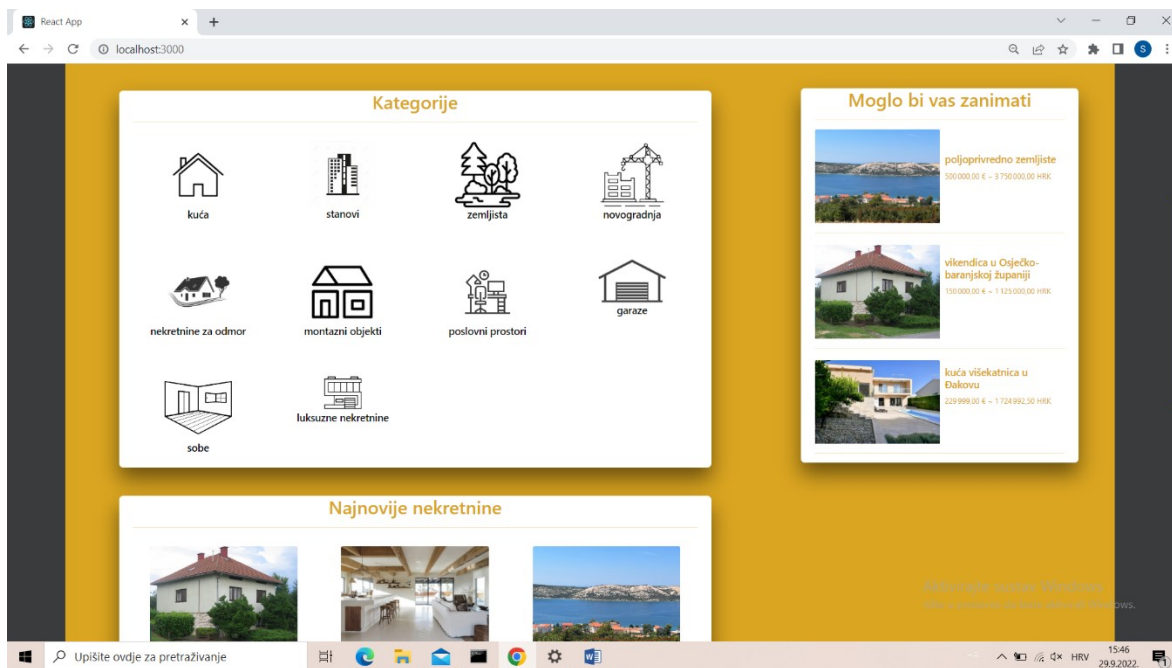 React App
localhost:3000
S
Kategorije
kuća
stanovi
zemljista
novogradnja
nekretnine za odmor
montazni objekti
poslovni prostori
garaze
sobe
luksuzne nekretnine
Moglo bi vas zanimati
poljoprivredno zemljiste
500 000,00 € ~ 3 750 000,00 HRK
vikendica u Osječko-
baranjskoj županiji
150 000,00 € ~ 1 125 000,00 HRK
kuća višekatnica u
Đakovu
229 999,00 € ~ 1 724 992,50 HRK
Najnovije nekretnine
Upišite ovdje za pretraživanje
HRV
15:46
29.9.2022.